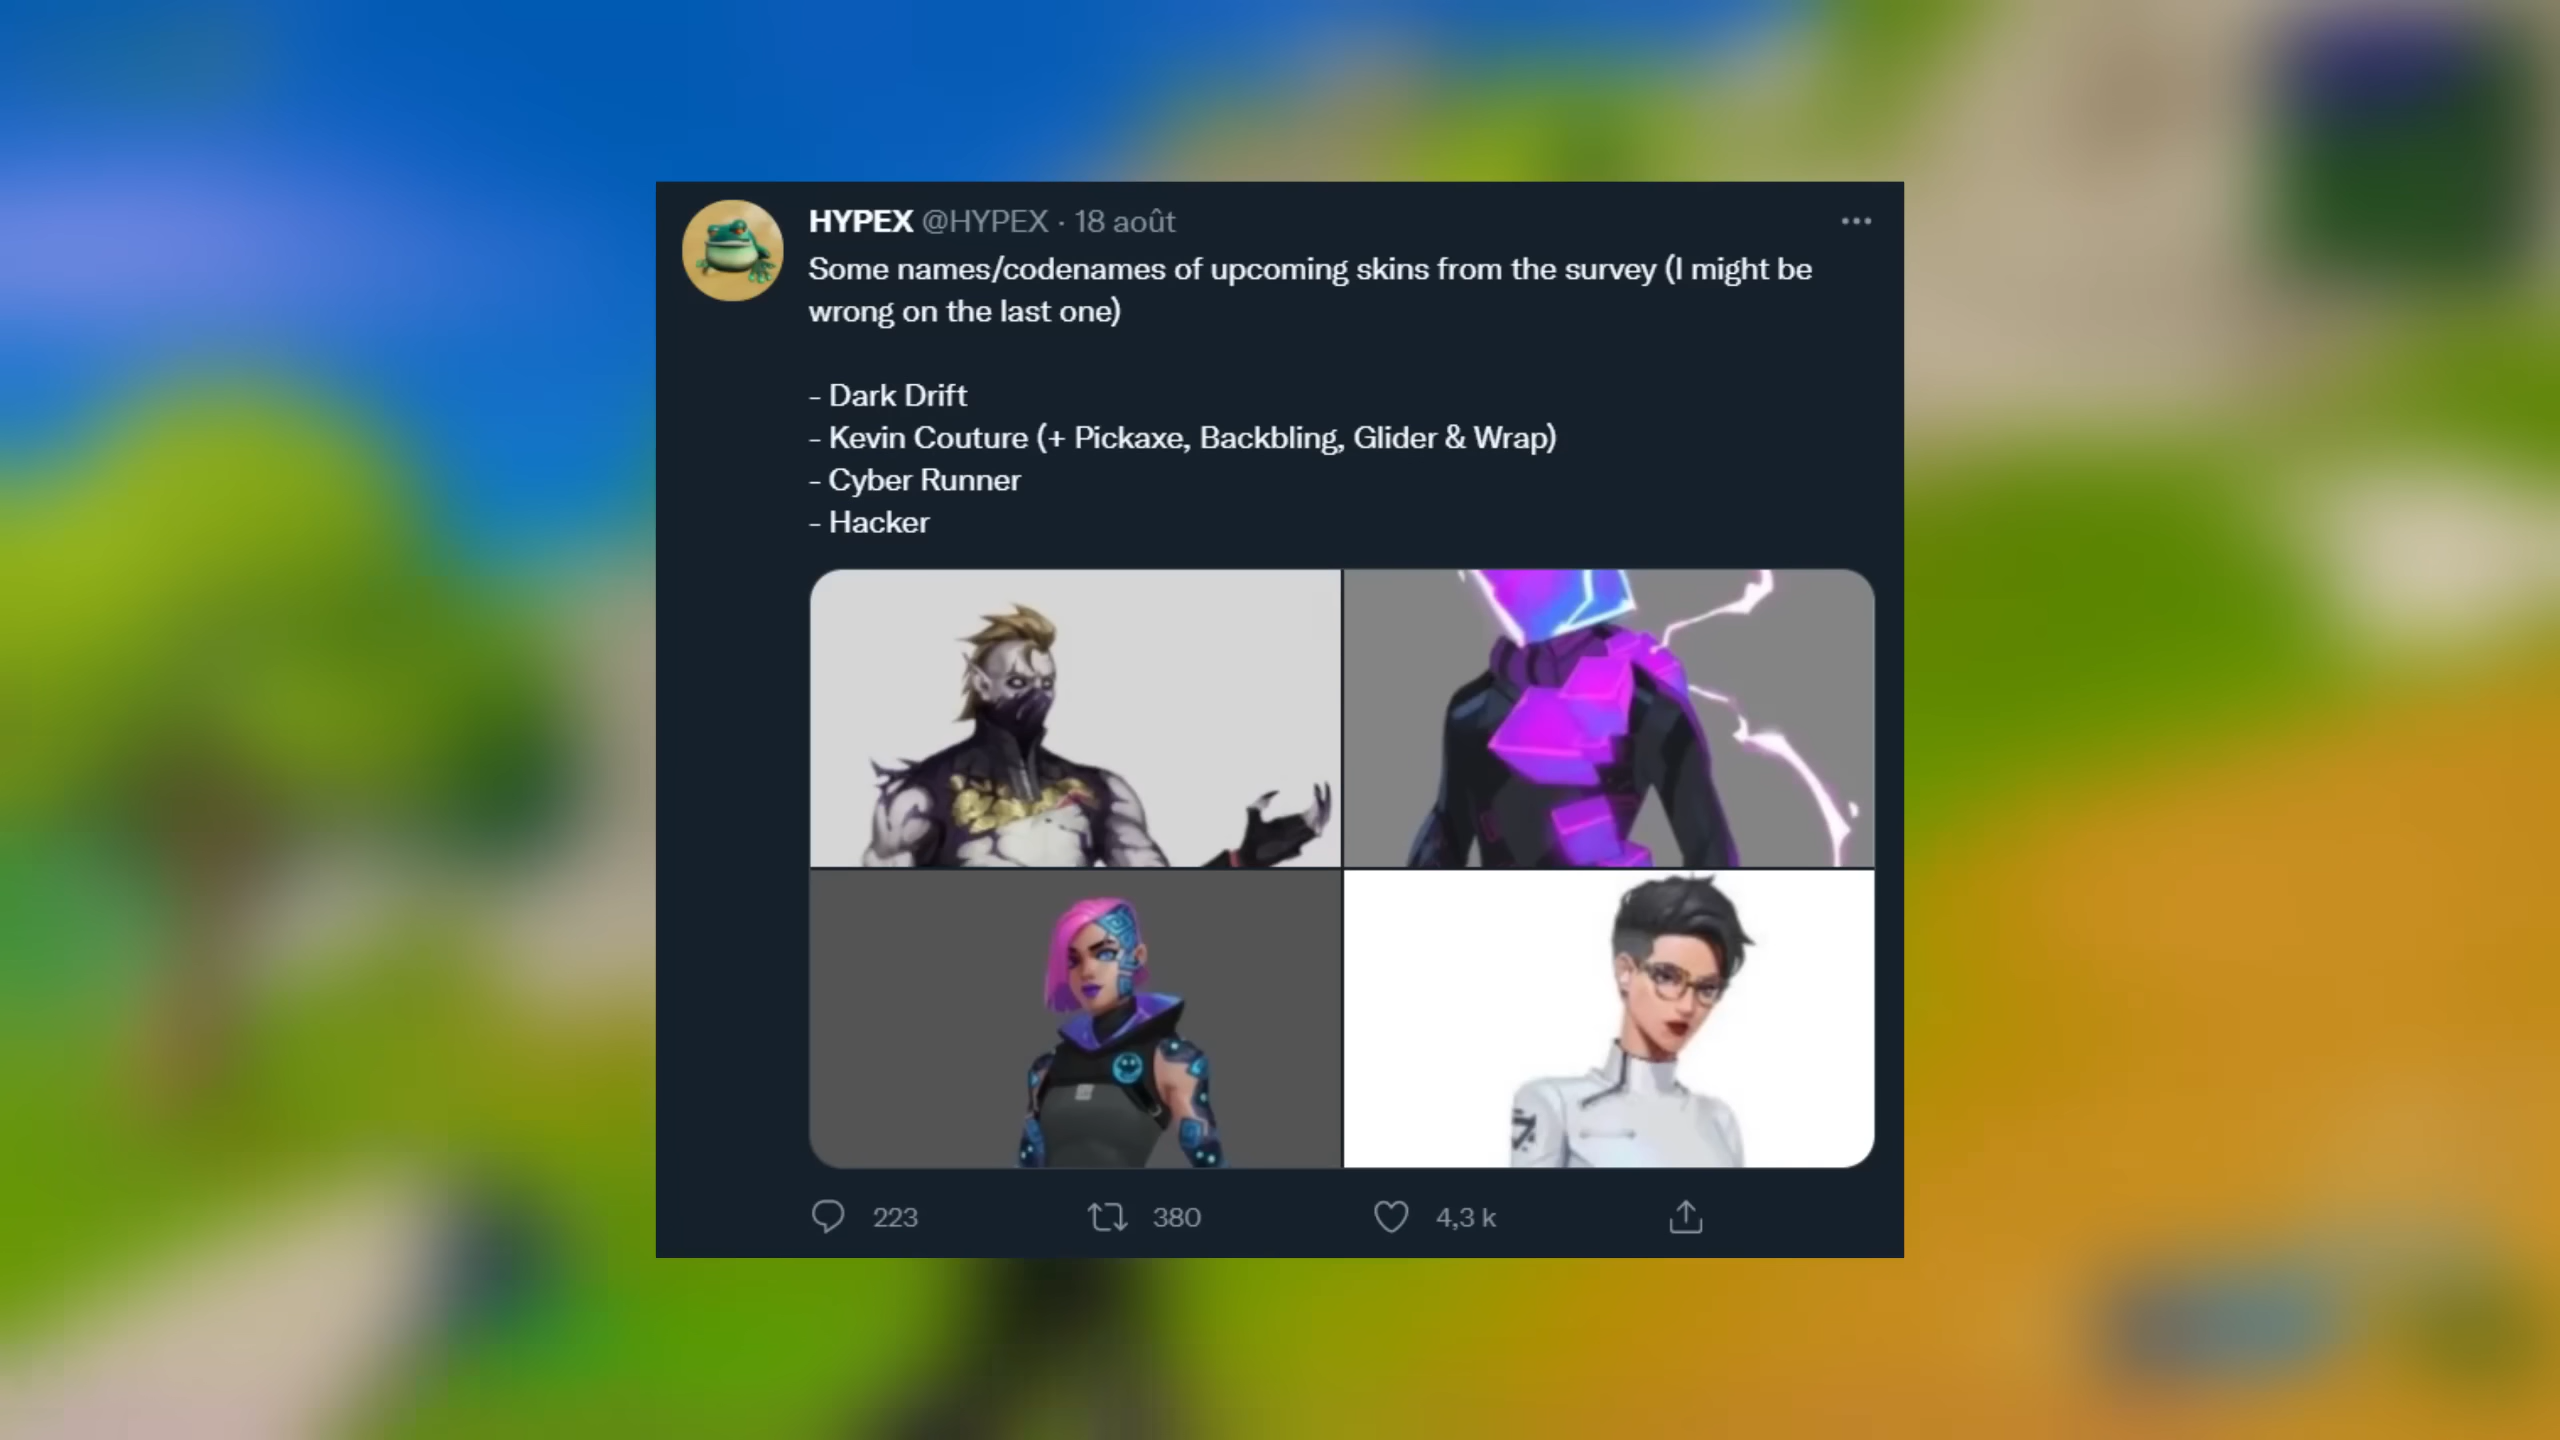 HYPEX @HYPEX · 18 août
Some names/codenames of upcoming skins from the survey (I might be
wrong on the last one)
- Dark Drift
- Kevin Couture (+ Pickaxe, Backbling, Glider & Wrap)
- Cyber Runner
- Hacker
223 380 4,3 k